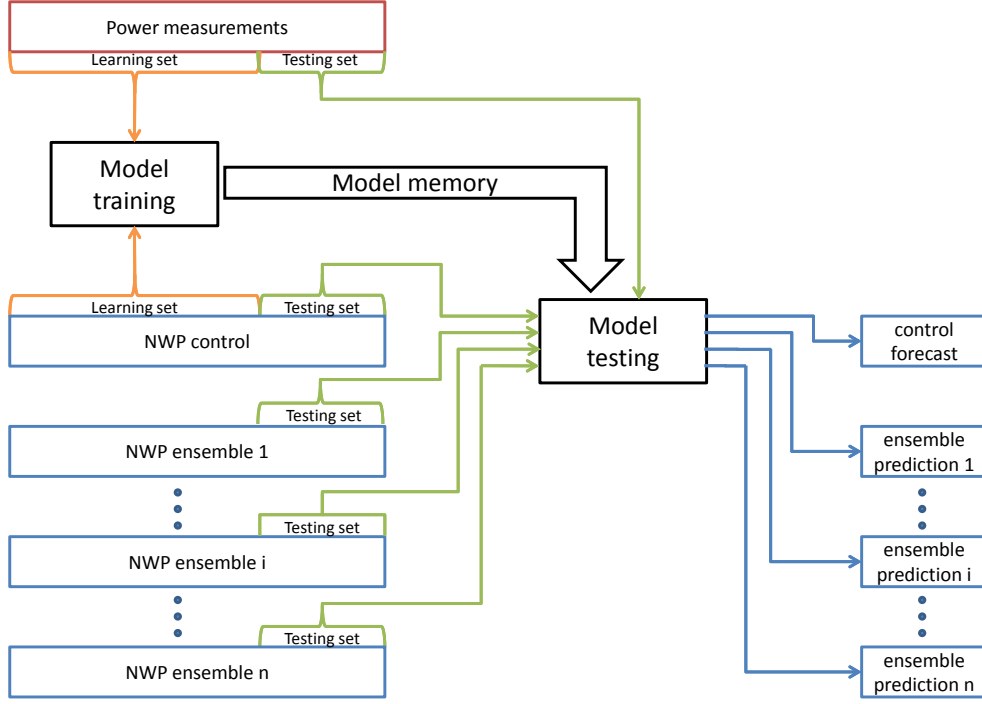 Power measurements
Learning set
Testing set
Model
training
Model memory
Learning set
Testing set
NWP control
Model
testing
control
forecast
Testing set
NWP ensemble 1
ensemble
prediction 1
Testing set
NWP ensemble i
ensemble
prediction i
Testing set
NWP ensemble n
ensemble
prediction n